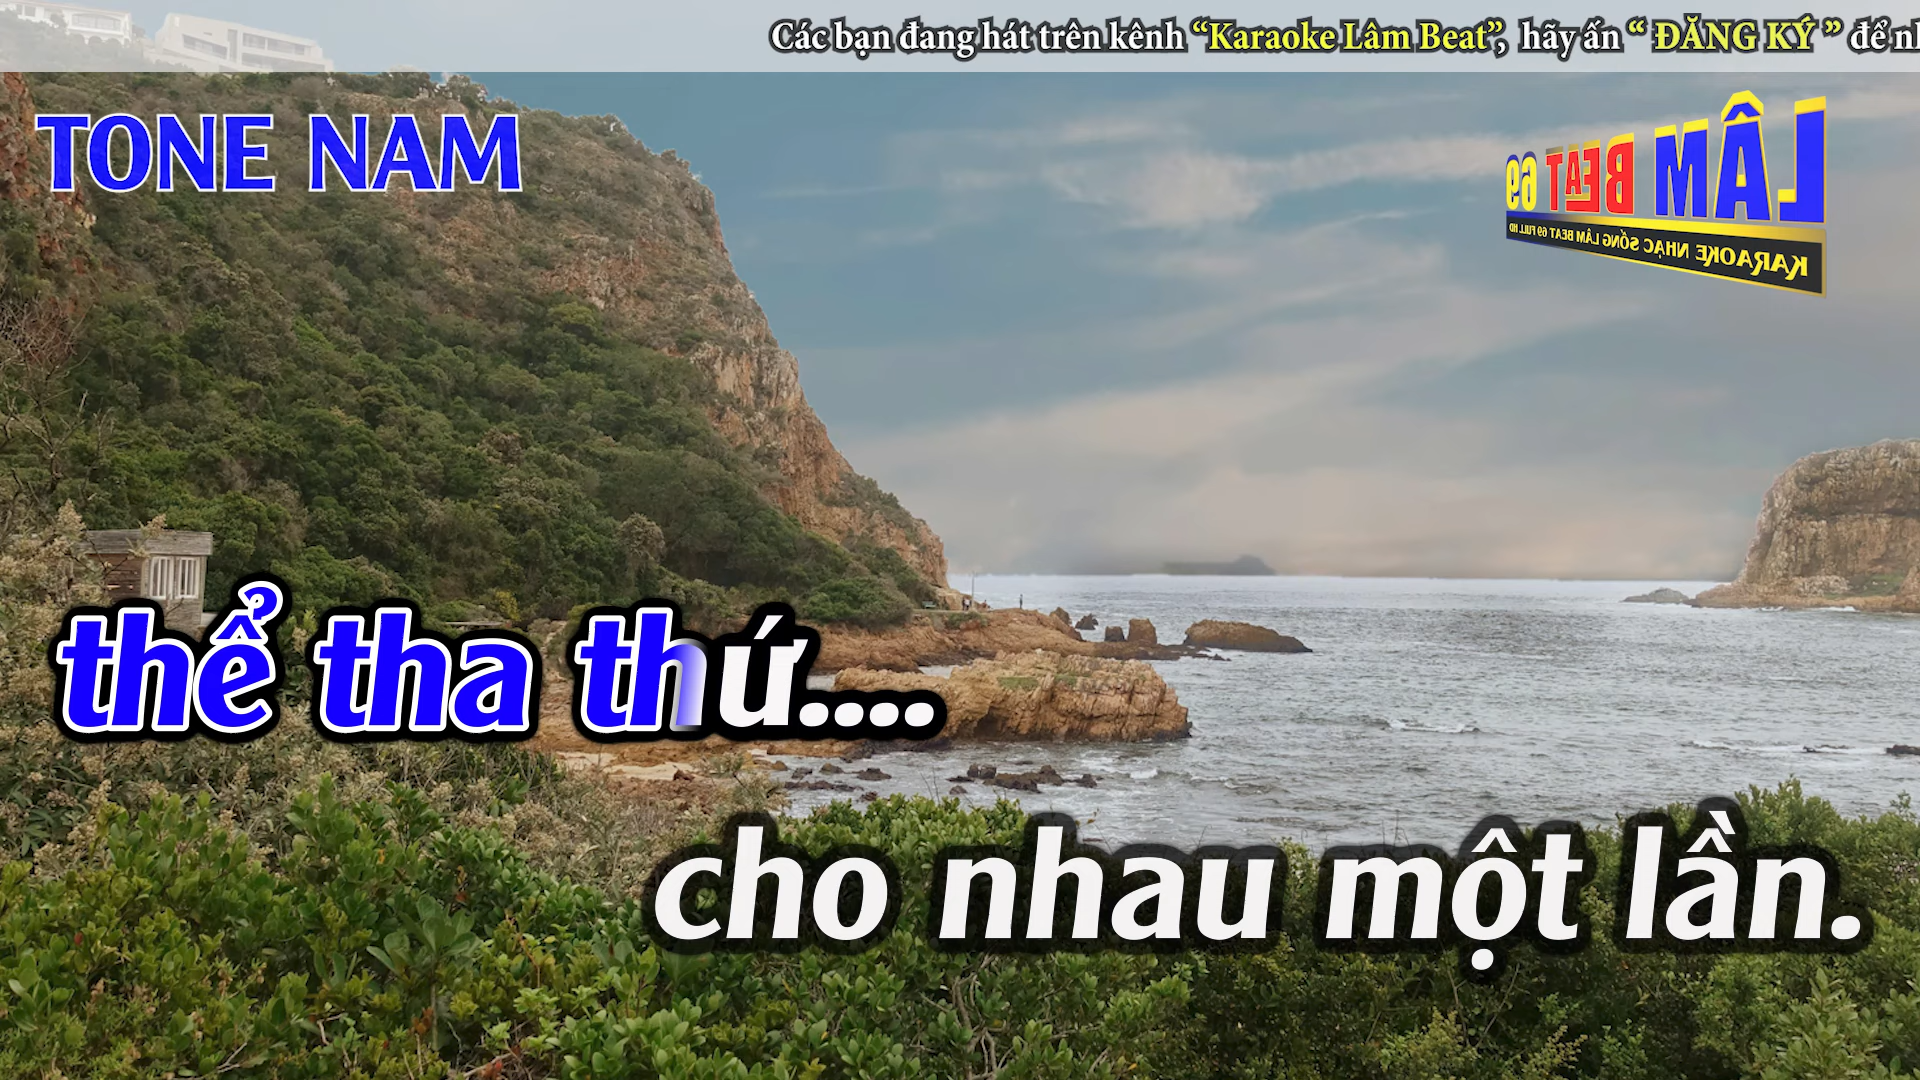 Các bạn đang hát trên kênh “Karaoke Lâm Beat”, hãy ấn “ ĐĂNG KÝ ” để nh
TONE NAM
LÂM BEAT 69
KARAOKE NHẠC SỐNG LÂM BEAT 69 FULL HD
thể tha thứ....
cho nhau một lần.